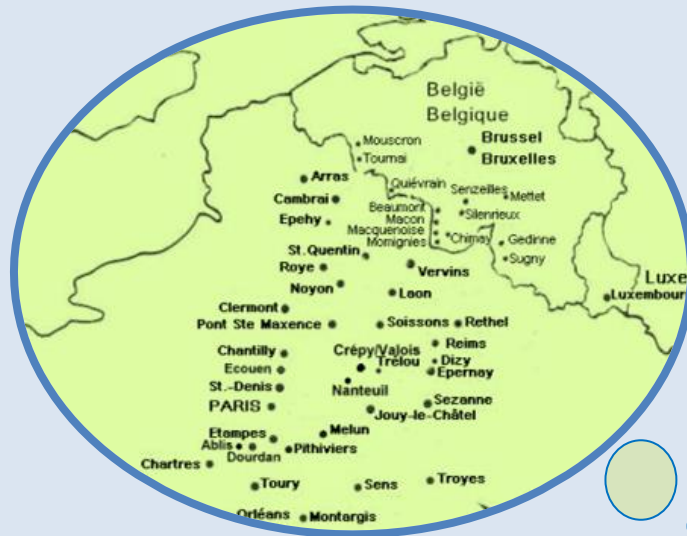 België
Belgique
Mouscron
Brussel
Bruxelles
Tournai
Arras
Quiévrain
Senzeilles
Mettet
Cambrai
Beaumont
Silenrieux
Epehy
Macon
Macquenoise
Chimay
Momignies
Gedinne
St.Quentin
Sugny
Roye
Vervins
Luxe
Noyon
Laon
Luxembour
Clermont
Pont Ste Maxence
Soissons
Rethel
Reims
Chantilly
Crépy/Valois
Trélou
Dizy
Ecouen
Epernay
St.-Denis
Nanteuil
PARIS
Sezanne
Jouy-le-Châtel
Etampes
Melun
Ablis
Dourdan
Pithiviers
Chartres
Toury
Sens
Troyes
Orléans
Montargis